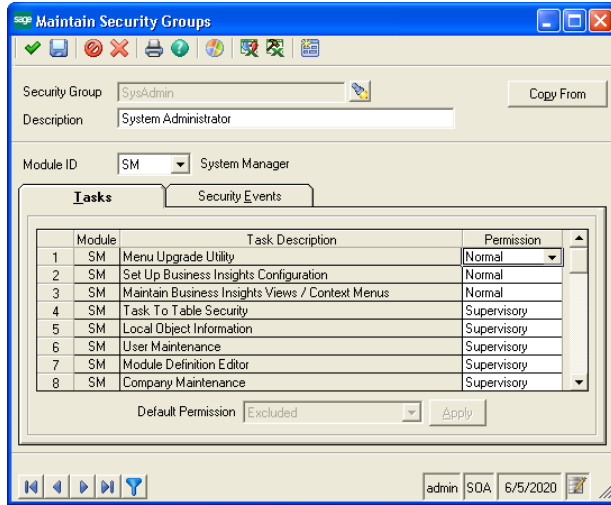 sage Maintain Security Groups
Security Group SysAdmin Copy From
Description System Administrator
Module ID SM System Manager
Tasks Security Events
Module Task Description Permission
1 SM Menu Upgrade Utility Normal
2 SM Set Up Business Insights Configuration Normal
3 SM Maintain Business Insights Views / Context Menus Normal
4 SM Task To Table Security Supervisory
5 SM Local Object Information Supervisory
6 SM User Maintenance Supervisory
7 SM Module Definition Editor Supervisory
8 SM Company Maintenance Supervisory
Default Permission Excluded Apply
admin SOA 6/5/2020